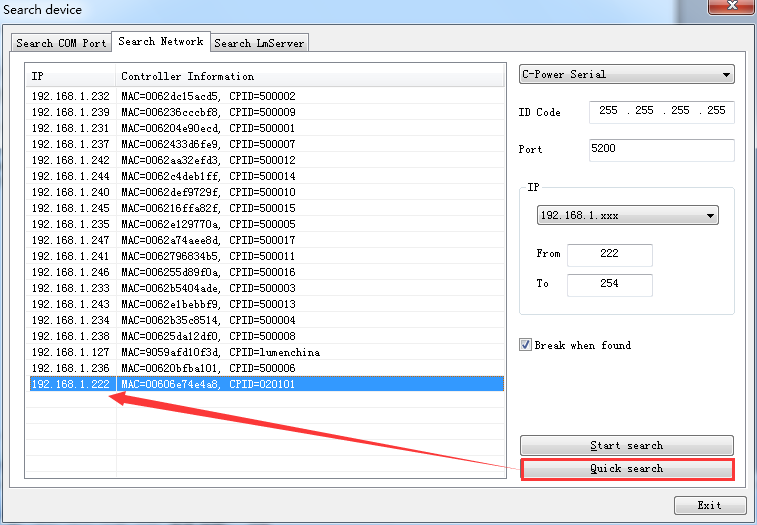 Search device
Search COM Port Search Network Search LmServer
IP Controller Information
192.168.1.232 MAC=0062dc15acd5, CPID=500002
192.168.1.239 MAC=006236cccbf8, CPID=500009
192.168.1.231 MAC=006204e90ecd, CPID=500001
192.168.1.237 MAC=0062433d6fe9, CPID=500007
192.168.1.242 MAC=0062aa32efd3, CPID=500012
192.168.1.244 MAC=0062c4deb1ff, CPID=500014
192.168.1.240 MAC=0062def9729f, CPID=500010
192.168.1.245 MAC=006216ffa82f, CPID=500015
192.168.1.235 MAC=0062e129770a, CPID=500005
192.168.1.247 MAC=0062a74aee8d, CPID=500017
192.168.1.241 MAC=0062796834b5, CPID=500011
192.168.1.246 MAC=006255d89f0a, CPID=500016
192.168.1.233 MAC=0062b5404ade, CPID=500003
192.168.1.243 MAC=0062e1bebbf9, CPID=500013
192.168.1.234 MAC=0062b35c8514, CPID=500004
192.168.1.238 MAC=00625da12df0, CPID=500008
192.168.1.127 MAC=9059afd10f3d, CPID=lumenchina
192.168.1.236 MAC=00620bfba101, CPID=500006
192.168.1.222 MAC=00606e74e4a8, CPID=020101
C-Power Serial
ID Code 255 . 255 . 255 . 255
Port 5200
IP
192.168.1.xxx
From 222
To 254
Break when found
Start search
Quick search
Exit